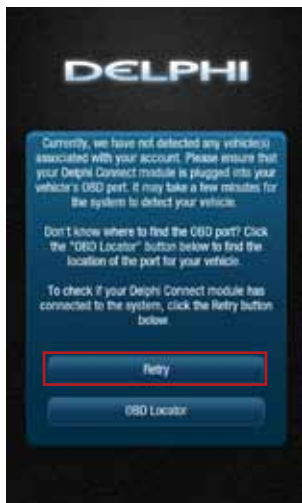 DELPHI
Currently, we have not detected any vehicle(s)
associated with your account. Please ensure that
your Delphi Connect module is plugged into your
vehicle's OBD port. It may take a few minutes for
the system to detect your vehicle.
Don't know where to find the OBD port? Click
the "OBD Locator" button below to find the
location of the port for your vehicle.
To check if your Delphi Connect module has
connected to the system, click the Retry button
below.
Retry
OBD Locator